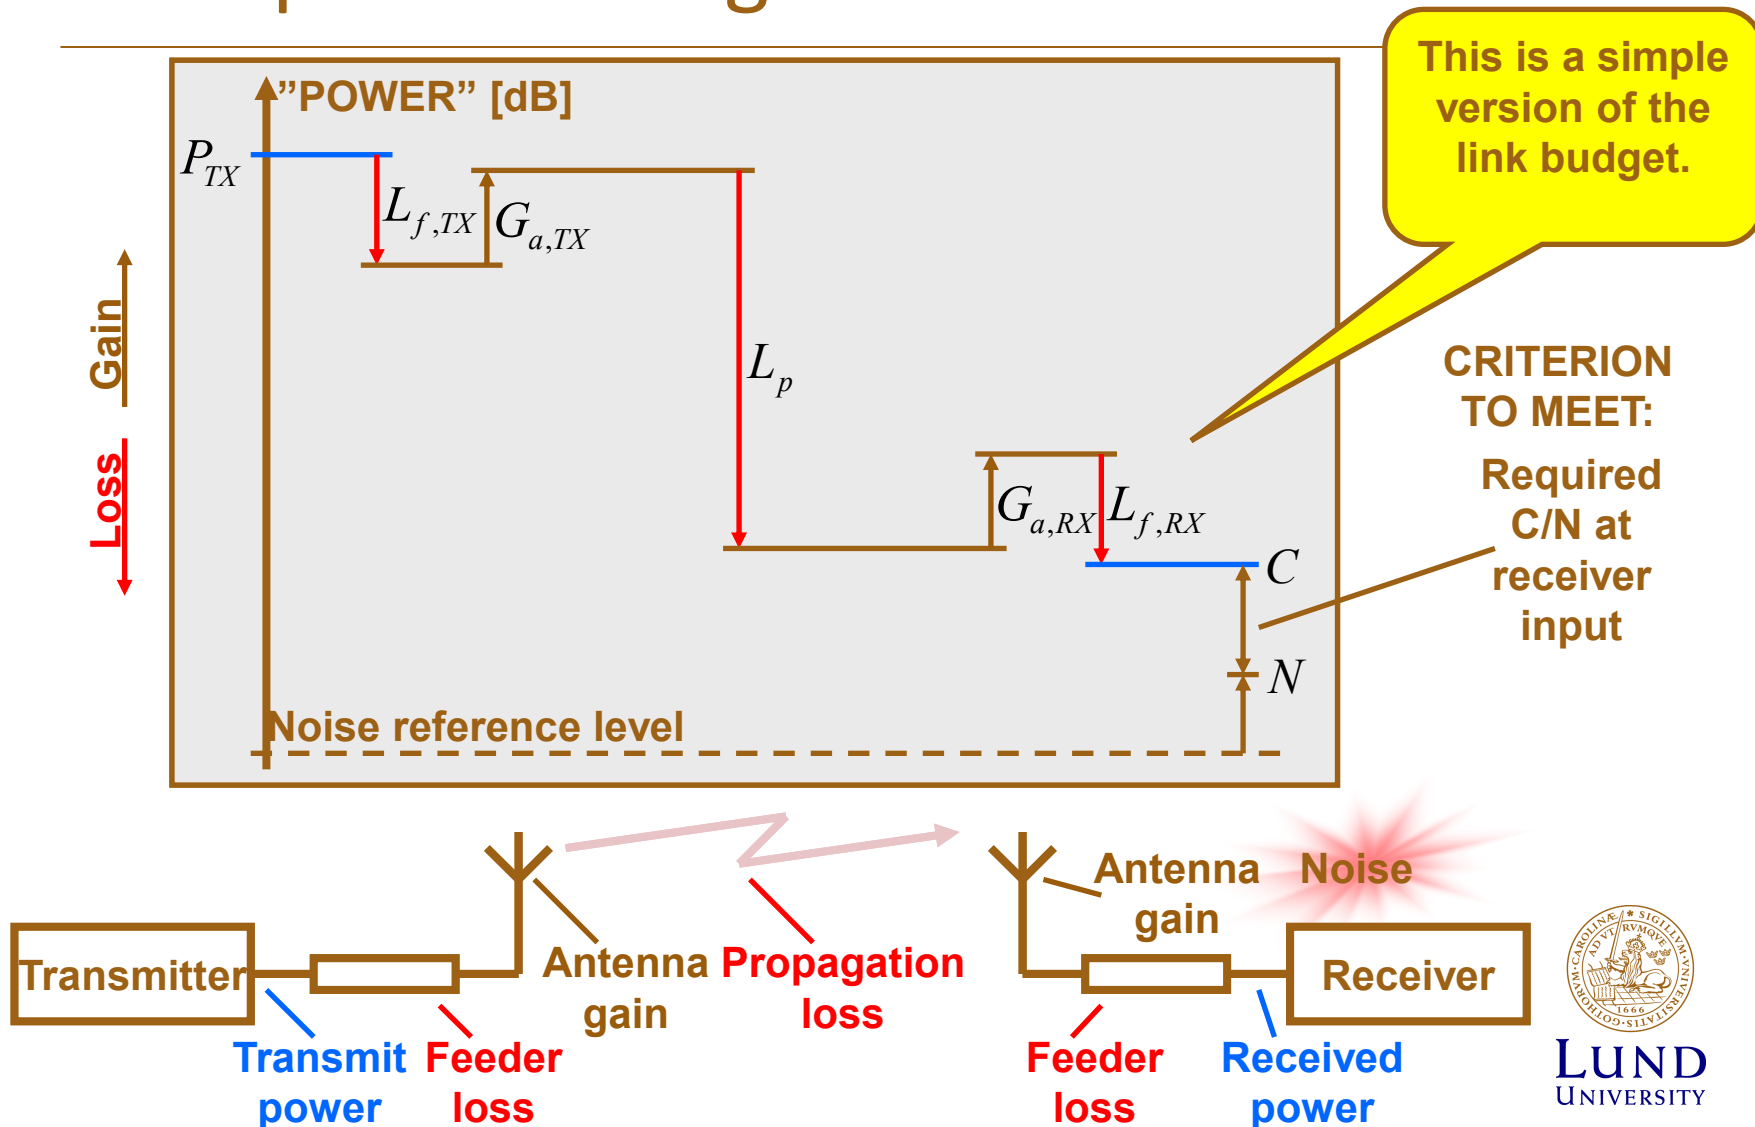 ”POWER” [dB]
P_TX
L_f,TX
G_a,TX
L_p
G_a,RX
L_f,RX
C
N
Noise reference level
Gain
Loss
This is a simple
version of the
link budget.
CRITERION
TO MEET:
Required
C/N at
receiver
input
Transmitter
Transmit
power
Feeder
loss
Antenna
gain
Propagation
loss
Antenna
gain
Noise
Feeder
loss
Received
power
Receiver
1666
LUND
UNIVERSITY